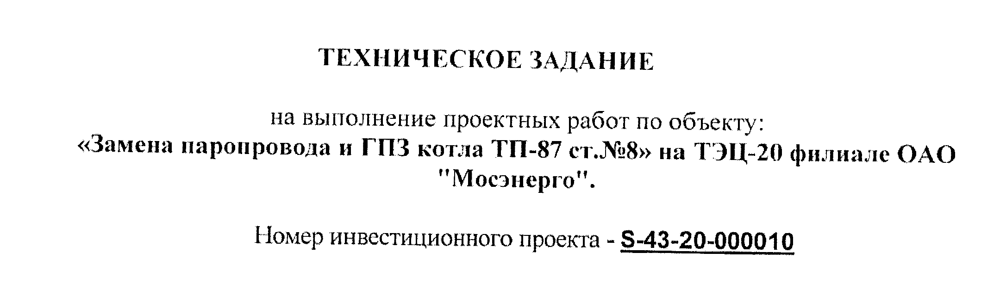 ТЕХНИЧЕСКОЕ ЗАДАНИЕ
на выполнение проектных работ по объекту:
«Замена паропровода и ГПЗ котла ТП-87 ст.№8» на ТЭЦ-20 филиале ОАО
"Мосэнерго".
Номер инвестиционного проекта - S-43-20-000010